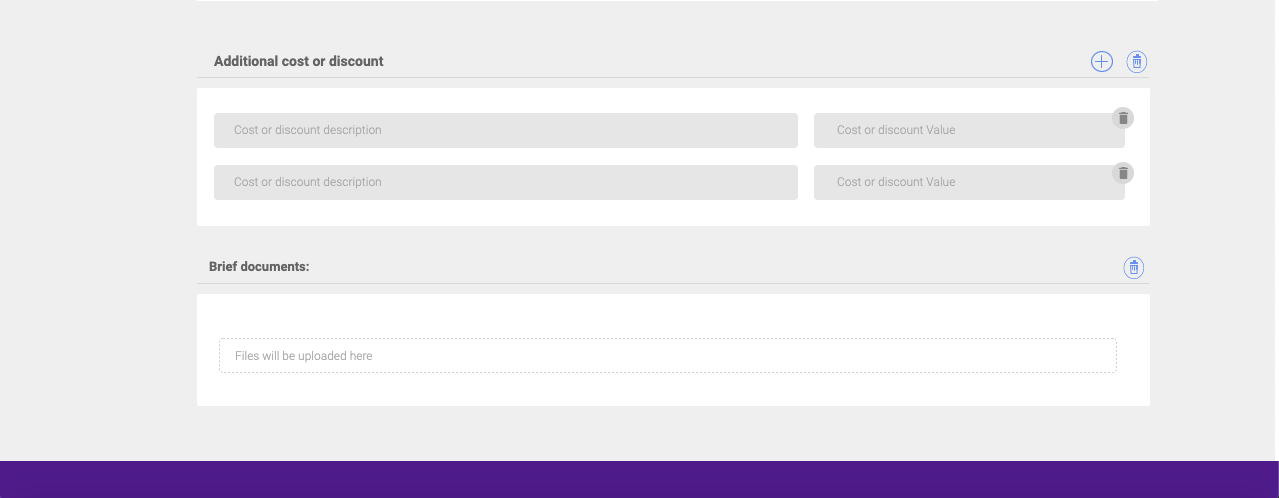 Additional cost or discount
Cost or discount description Cost or discount Value
Cost or discount description Cost or discount Value
Brief documents:
Files will be uploaded here